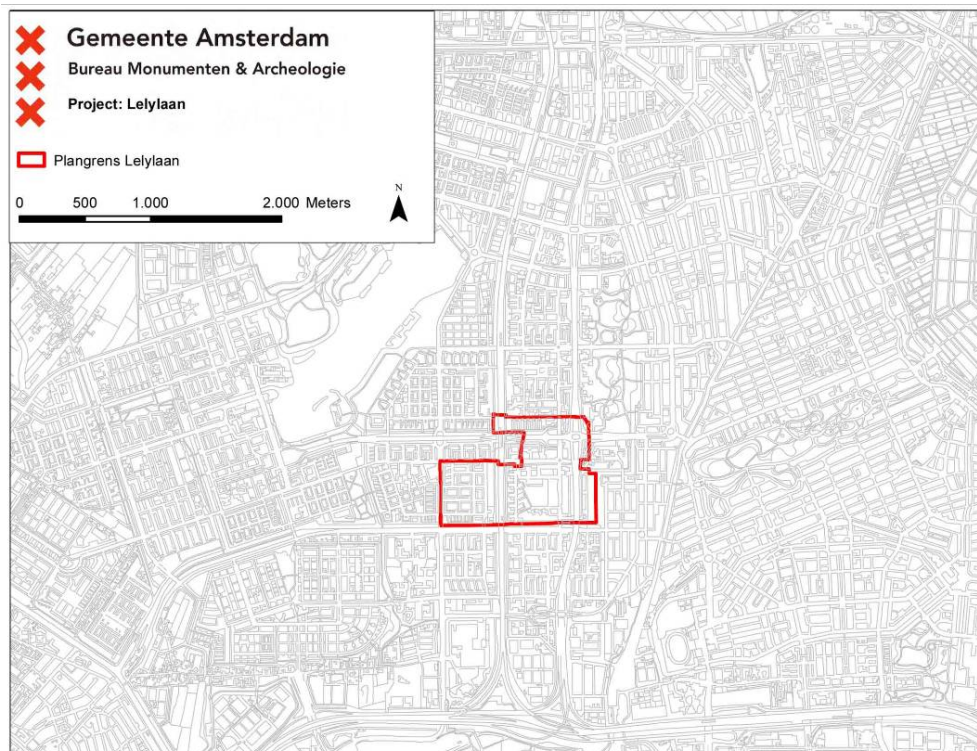 Gemeente Amsterdam
Bureau Monumenten & Archeologie
Project: Lelylaan
Plangrens Lelylaan
0 500 1.000 2.000 Meters
N